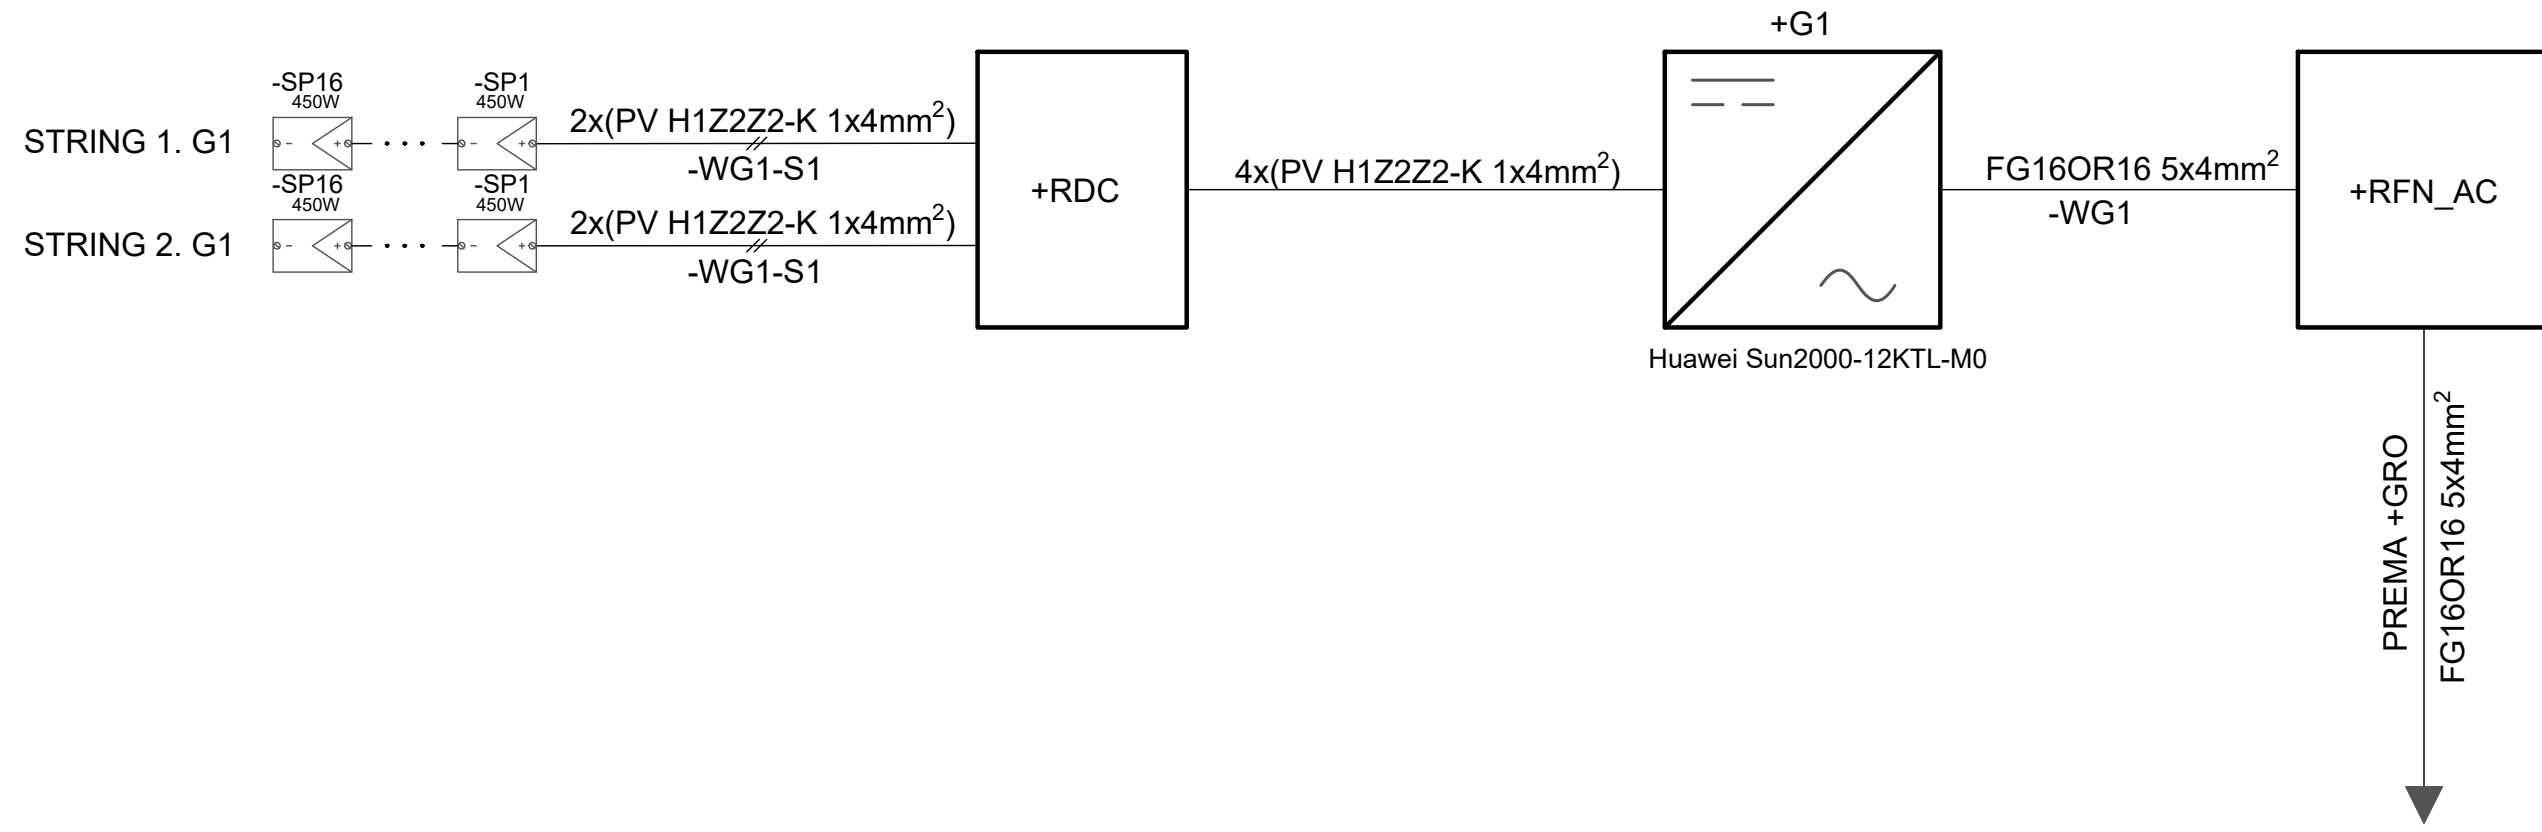 +G1
-SP16
450W
-SP1
450W
STRING 1. G1
2x(PV H1Z2Z2-K 1x4mm²)
-WG1-S1
-SP16
450W
-SP1
450W
STRING 2. G1
2x(PV H1Z2Z2-K 1x4mm²)
-WG1-S1
+RDC
4x(PV H1Z2Z2-K 1x4mm²)
FG16OR16 5x4mm²
-WG1
+RFN_AC
Huawei Sun2000-12KTL-M0
PREMA +GRO
FG16OR16 5x4mm²